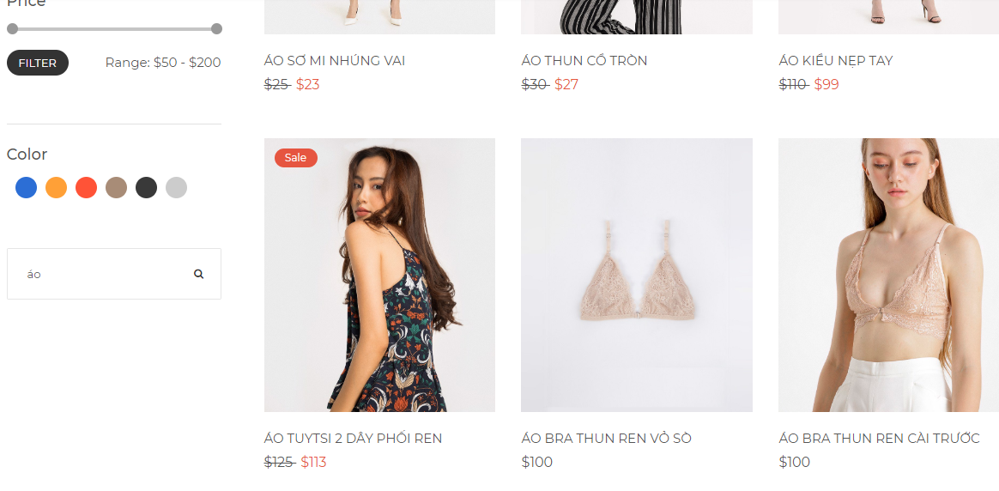 Price
FILTER
Range: $50 - $200
Color
áo
ÁO SƠ MI NHÚNG VAI
$25 $23
ÁO THUN CỔ TRÒN
$30 $27
ÁO KIỂU NẸP TAY
$110 $99
Sale
ÁO TUYTSI 2 DÂY PHỐI REN
$125 $113
ÁO BRA THUN REN VỎ SÒ
$100
ÁO BRA THUN REN CÀI TRƯỚC
$100